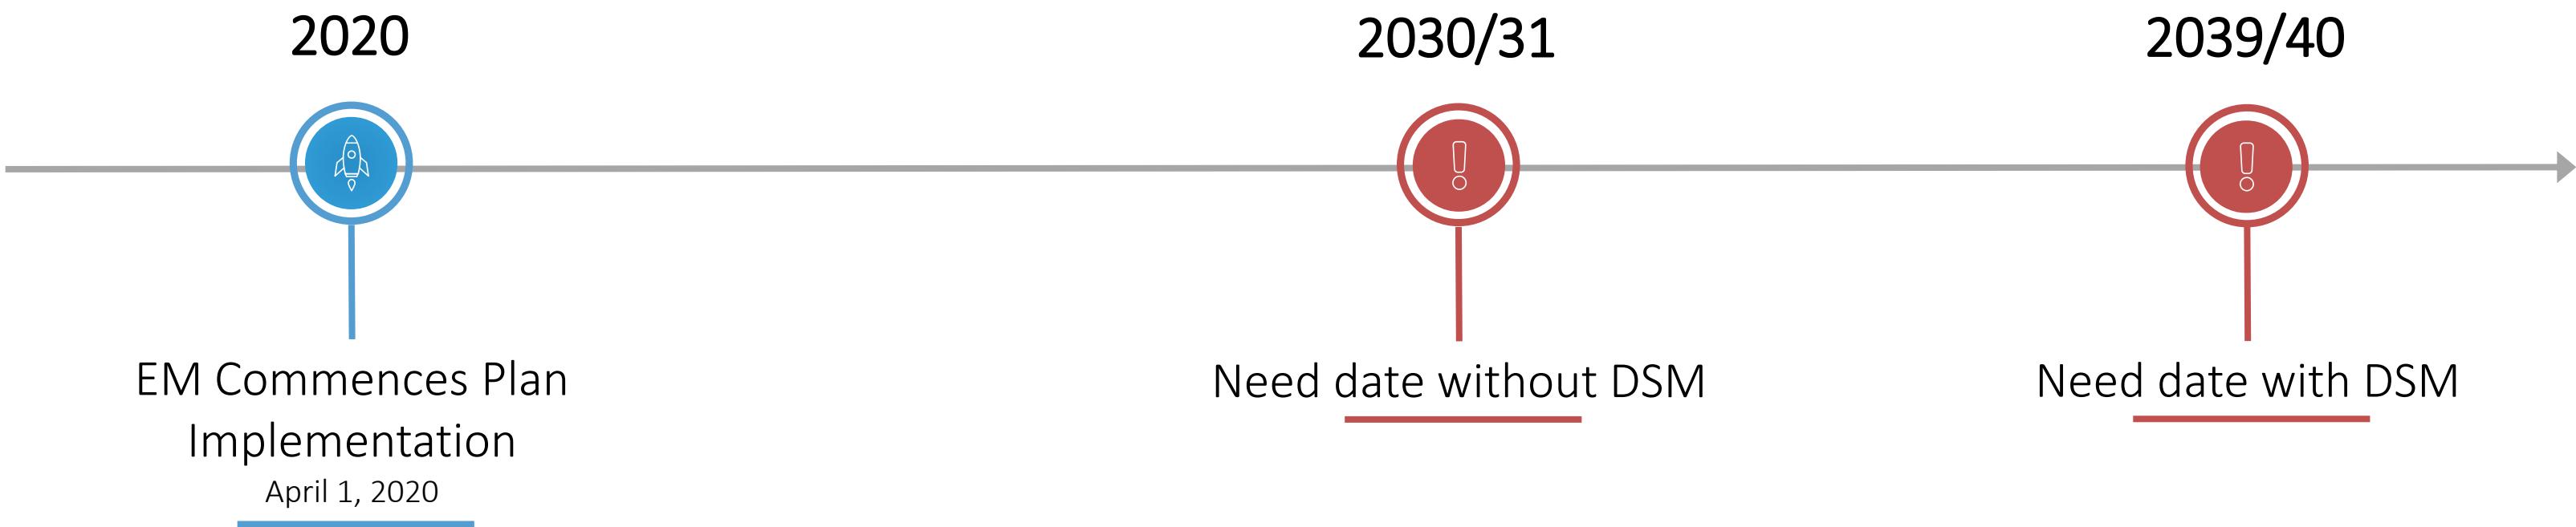 2020
EM Commences Plan
Implementation
April 1, 2020
2030/31
Need date without DSM
2039/40
Need date with DSM